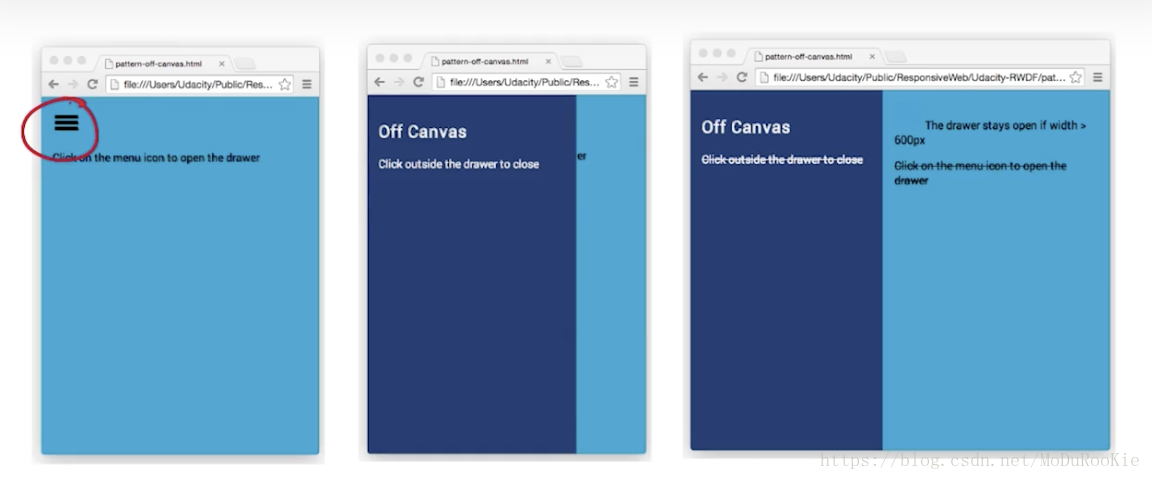 pattern-off-canvas.html
file:///Users/Udacity/Public/Res...
Click on the menu icon to open the drawer
pattern-off-canvas.html
file:///Users/Udacity/Public/Res...
Off Canvas
Click outside the drawer to close
er
pattern-off-canvas.html
file:///Users/Udacity/Public/ResponsiveWeb/Udacity-RWDF/pat...
Off Canvas
Click outside the drawer to close
The drawer stays open if width >
600px
Click on the menu icon to open the
drawer
https://blog.csdn.net/MoDuRooKie